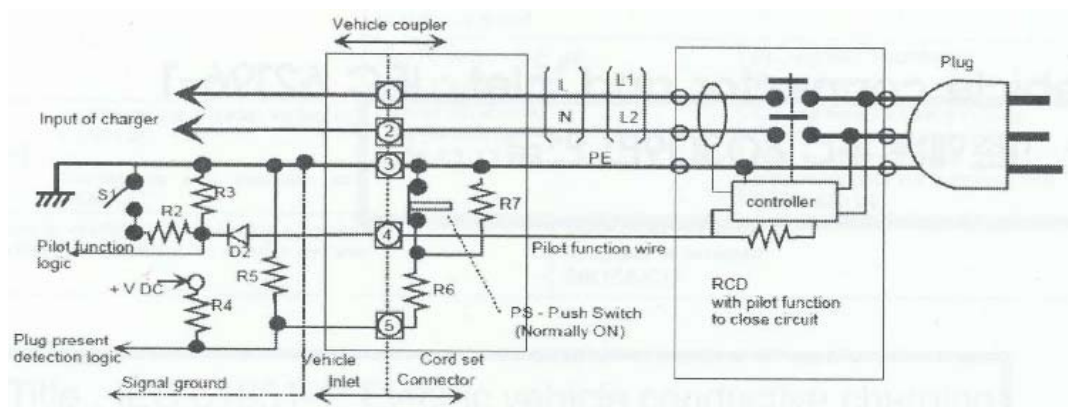 Vehicle coupler
Plug
1
L
L1
Input of charger
2
N
L2
3
PE
S1
R3
R7
controller
R2
4
Pilot function
logic
D2
Pilot function wire
R5
+ V DC
R4
R6
RCD
with pilot function
to close circuit
PS - Push Switch
(Normally ON)
5
Plug present
detection logic
Vehicle
Inlet
Cord set
Connector
Signal ground